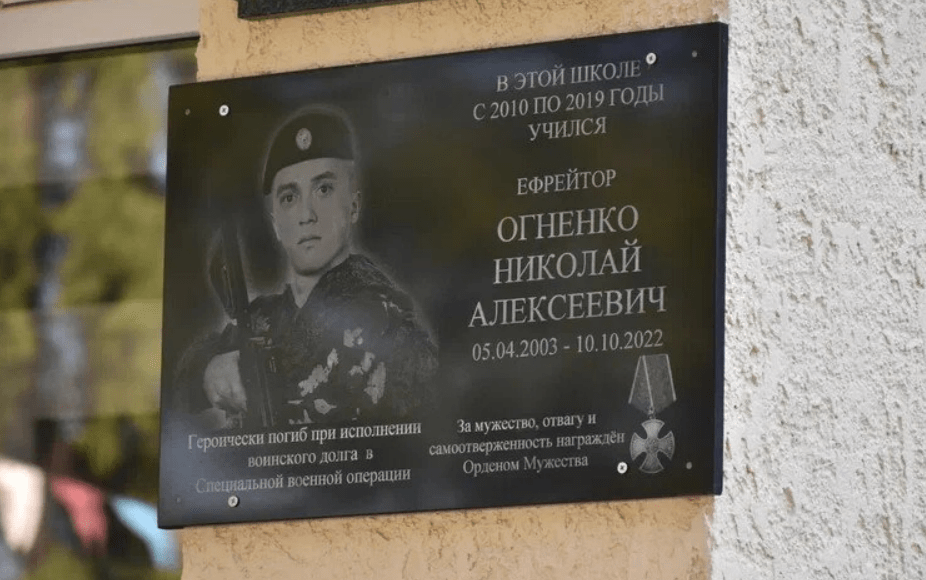 В ЭТОЙ ШКОЛЕ
С 2010 ПО 2019 ГОДЫ
УЧИЛСЯ
ЕФРЕЙТОР
ОГНЕНКО
НИКОЛАЙ
АЛЕКСЕЕВИЧ
05.04.2003 - 10.10.2022
Героически погиб при исполнении
воинского долга в
Специальной военной операции
За мужество, отвагу и
самоотверженность награждён
Орденом Мужества